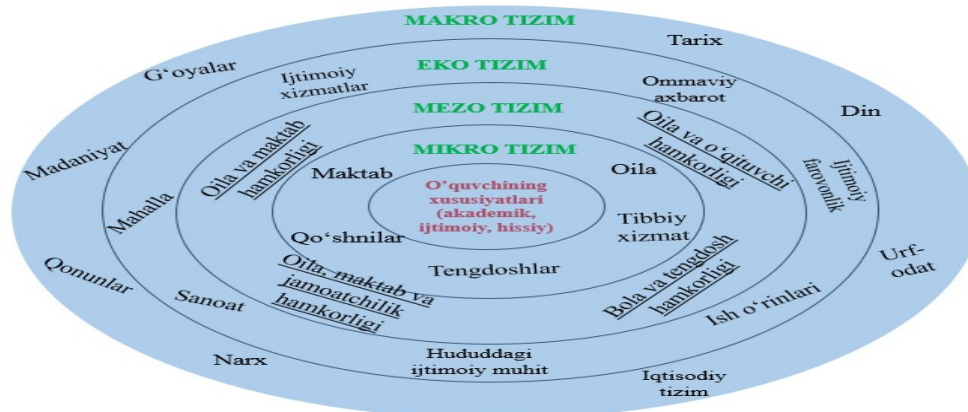 MAKRO TIZIM
Tarix
G‘oyalar
EKO TIZIM
Ijtimoiy
xizmatlar
Ommaviy
axbarot
Din
MEZO TIZIM
Madaniyat
Oila va maktab
hamkorligi
Oila va o‘qituvchi
hamkorligi
MIKRO TIZIM
Maktab
Oila
Ijtimoiy
farovonlik
Mahalla
O’quvchining
xususiyatlari
(akademik,
ijtimoiy, hissiy)
Qo‘shnilar
Tibbiy
xizmat
Tengdoshlar
Urf-
odat
Qonunlar
Sanoat
Oila, maktab va
jamoatchilik
hamkorligi
Bola va tengdosh
hamkorligi
Ish o‘rinlari
Narx
Hududdagi
ijtimoiy muhit
Iqtisodiy
tizim